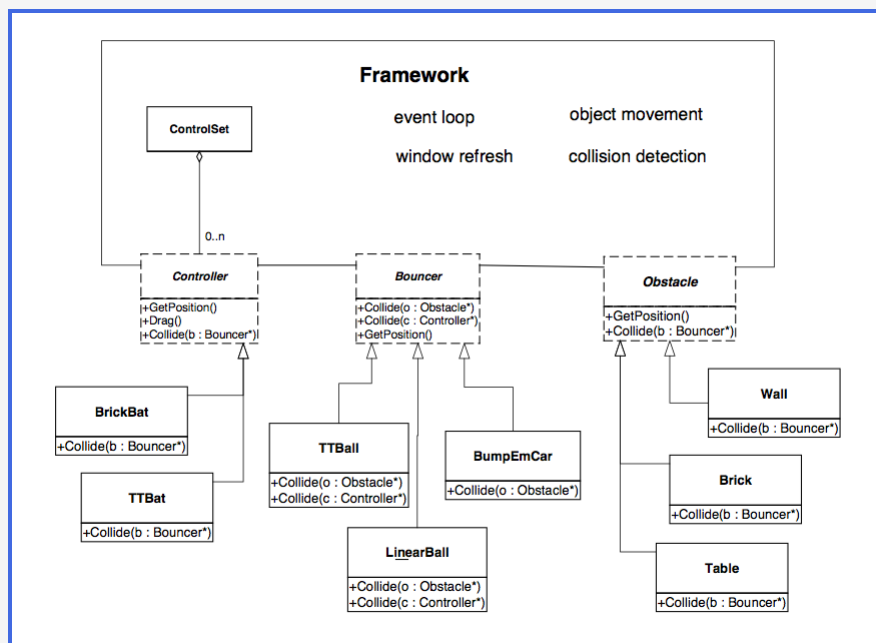 Framework
event loop
object movement
window refresh
collision detection
ControlSet
0..n
Controller
+GetPosition()
+Drag()
+Collide(b : Bouncer*)
Bouncer
+Collide(o : Obstacle*)
+Collide(c : Controller*)
+GetPosition()
Obstacle
+GetPosition()
+Collide(b : Bouncer*)
BrickBat
+Collide(b : Bouncer*)
TTBat
+Collide(b : Bouncer*)
TTBall
+Collide(o : Obstacle*)
+Collide(c : Controller*)
LinearBall
+Collide(o : Obstacle*)
+Collide(c : Controller*)
BumpEmCar
+Collide(o : Obstacle*)
Wall
+Collide(b : Bouncer*)
Brick
+Collide(b : Bouncer*)
Table
+Collide(b : Bouncer*)